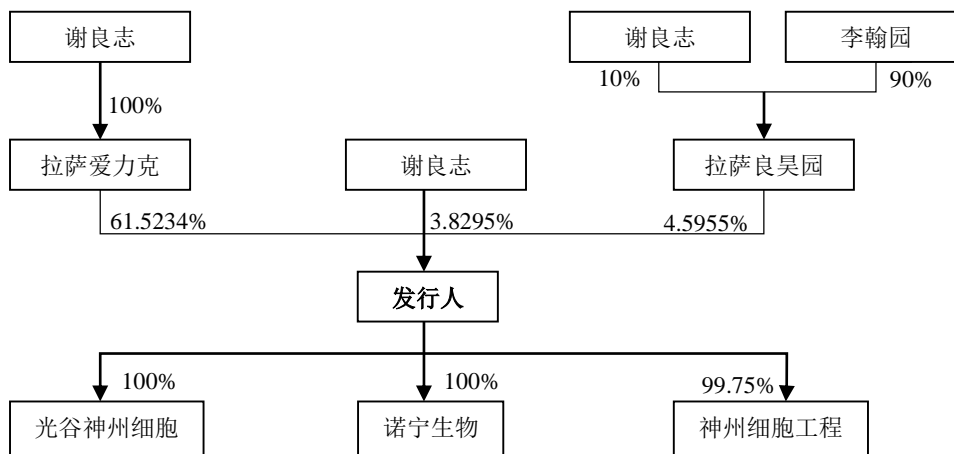 谢良志
谢良志
李翰园
10%
90%
100%
拉萨爱力克
谢良志
拉萨良昊园
61.5234%
3.8295%
4.5955%
发行人
100%
100%
99.75%
光谷神州细胞
诺宁生物
神州细胞工程